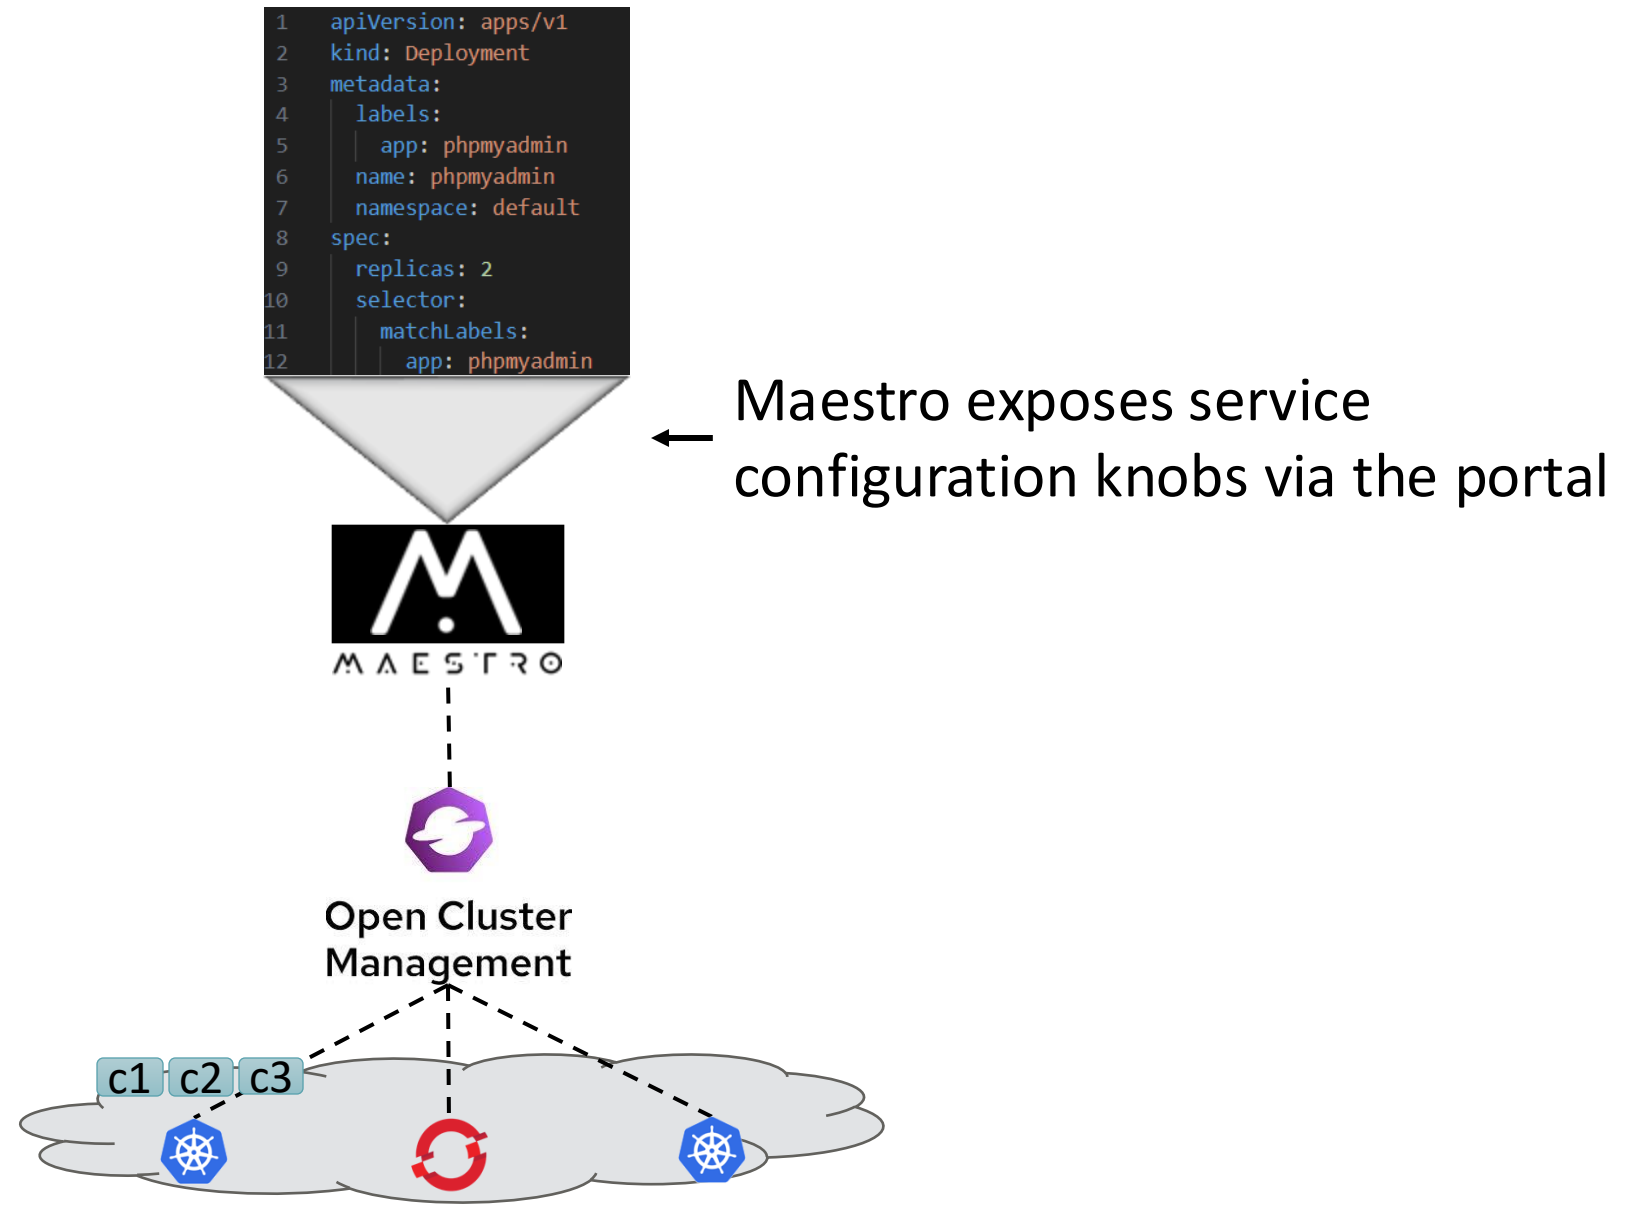 1 apiVersion: apps/v1
2 kind: Deployment
3 metadata:
4 labels:
5 app: phpmyadmin
6 name: phpmyadmin
7 namespace: default
8 spec:
9 replicas: 2
10 selector:
11 matchLabels:
12 app: phpmyadmin
Maestro exposes service
configuration knobs via the portal
MAESTRO
Open Cluster
Management
c1 c2 c3